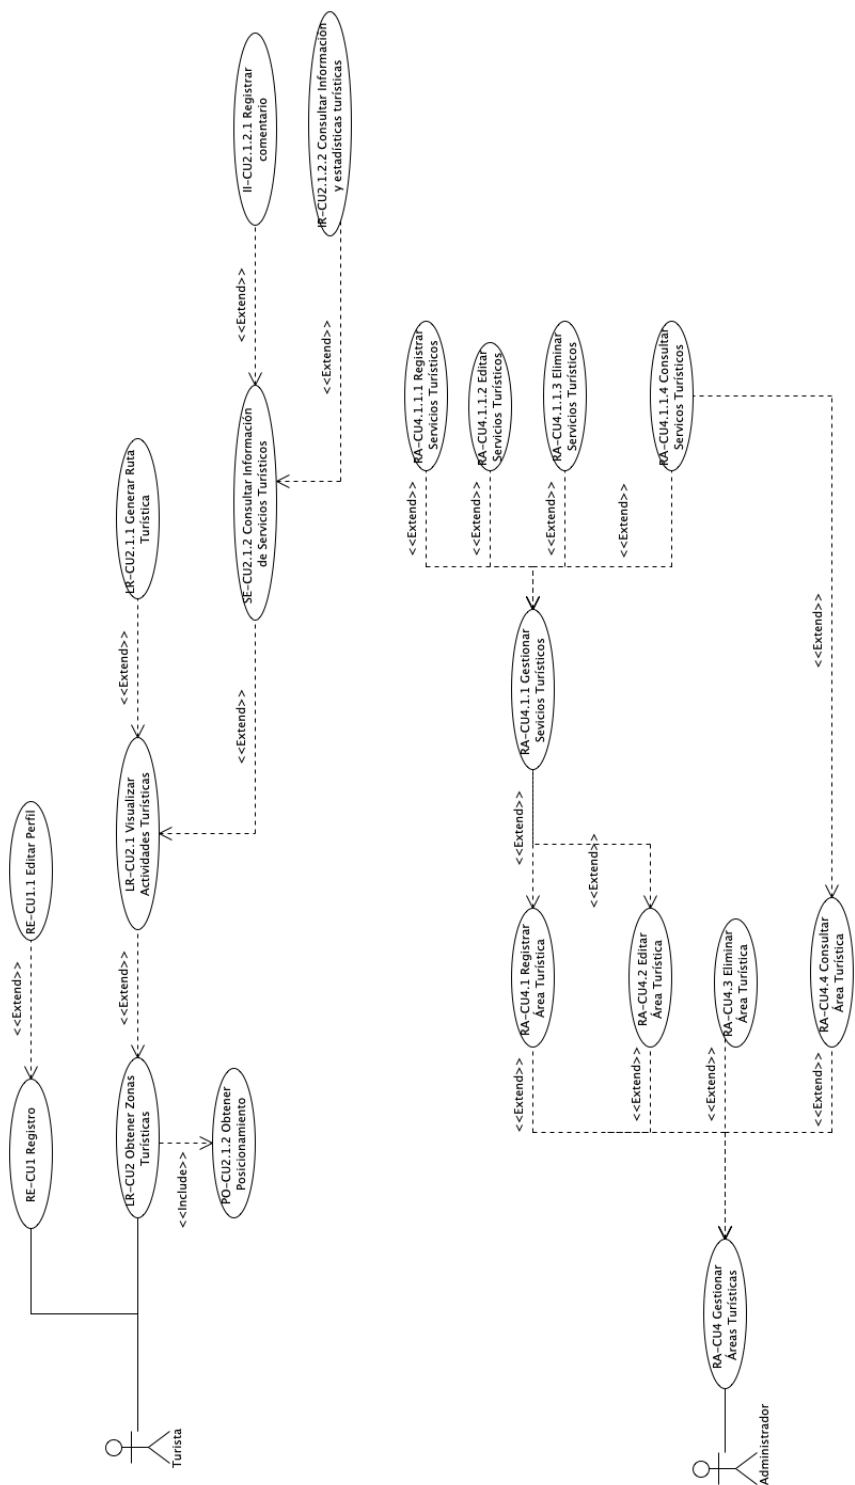 RE-CU1 Registro
<<Extend>>
RE-CU1.1 Editar Perfil
Turista
LR-CU2 Obtener Zonas
Turísticas
<<Extend>>
LR-CU2.1 Visualizar
Actividades Turísticas
<<Extend>>
LR-CU2.1.1 Generar Ruta
Turística
<<Include>>
PO-CU2.1.2 Obtener
Posicionamiento
<<Extend>>
SE-CU2.1.2 Consultar Información
de Servicios Turísticos
<<Extend>>
II-CU2.1.2.1 Registrar
comentario
<<Extend>>
IR-CU2.1.2.2 Consultar Información
y estadísticas turísticas
Administrador
RA-CU4 Gestionar
Áreas Turísticas
<<Extend>>
RA-CU4.1 Registrar
Área Turística
<<Extend>>
RA-CU4.1.1 Gestionar
Sevicios Turísticos
<<Extend>>
RA-CU4.1.1.1 Registrar
Servicios Turísticos
<<Extend>>
RA-CU4.1.1.2 Editar
Servicios Turísticos
<<Extend>>
RA-CU4.1.1.3 Eliminar
Servicios Turísticos
<<Extend>>
RA-CU4.1.1.4 Consultar
Servicos Turísticos
<<Extend>>
RA-CU4.2 Editar
Área Turística
<<Extend>>
<<Extend>>
RA-CU4.3 Eliminar
Área Turística
<<Extend>>
RA-CU4.4 Consultar
Área Turística
<<Extend>>